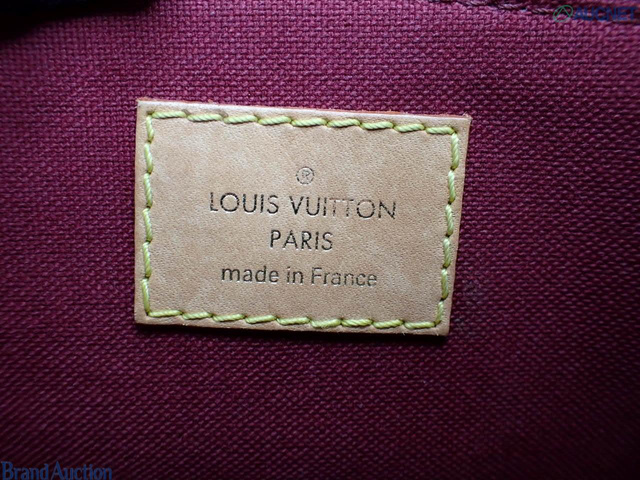 ®
LOUIS VUITTON
PARIS
made in France
Brand Auction